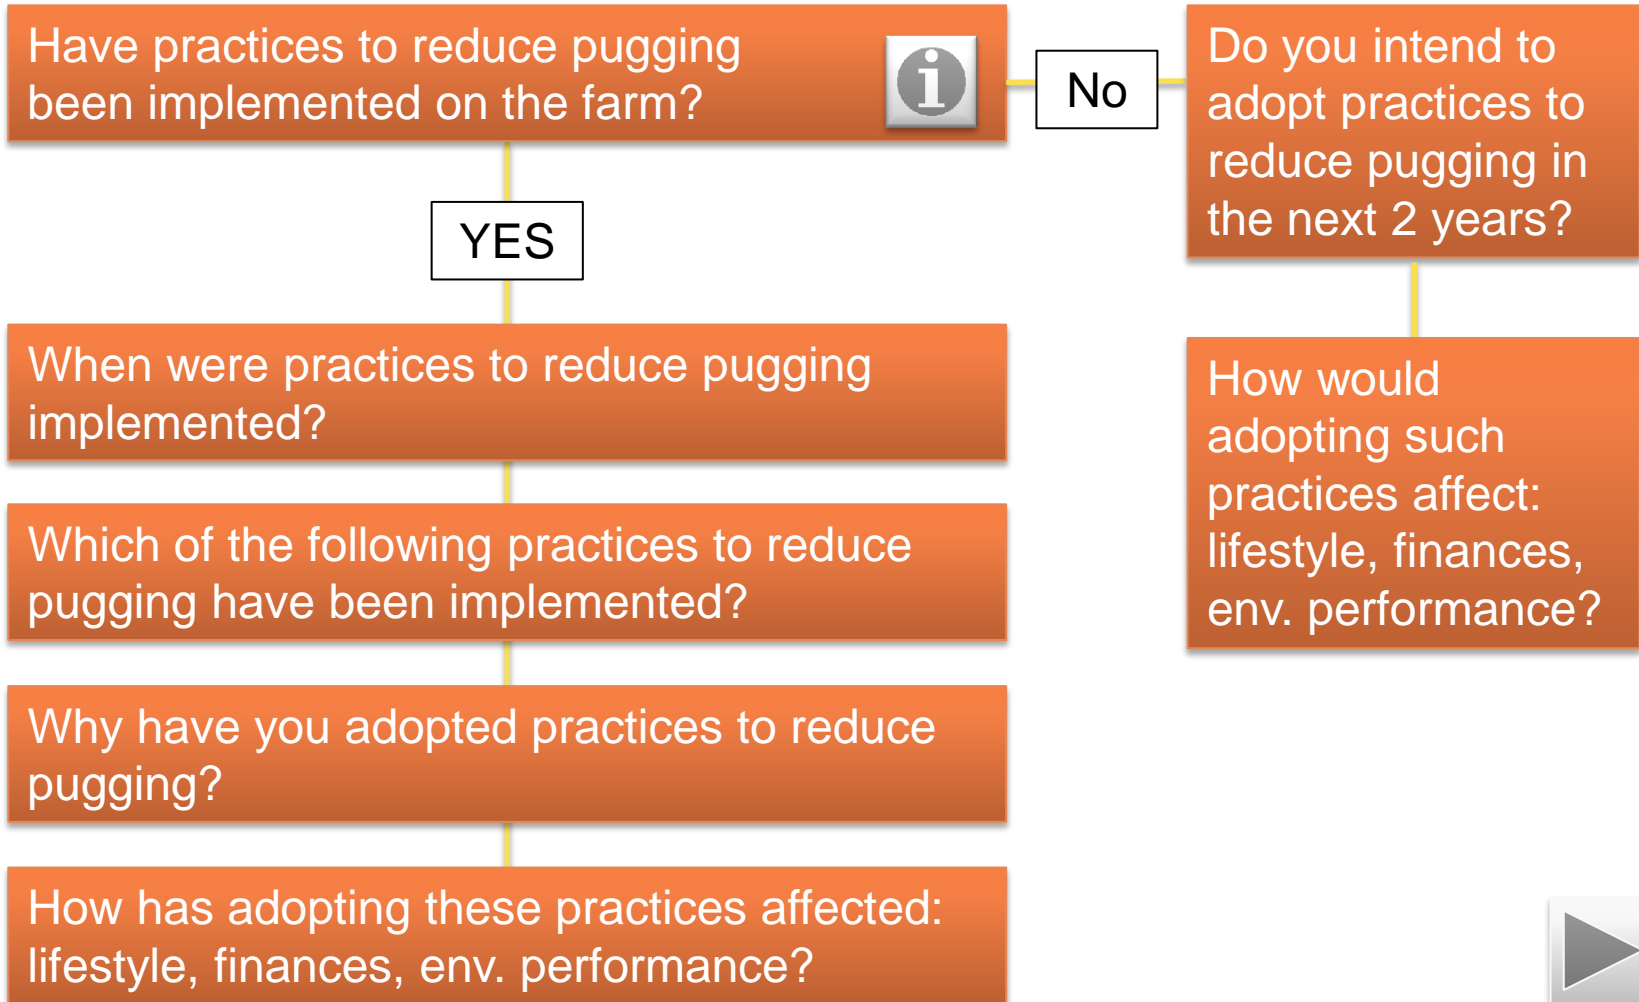 Have practices to reduce pugging
been implemented on the farm?
No
Do you intend to
adopt practices to
reduce pugging in
the next 2 years?
YES
When were practices to reduce pugging
implemented?
How would
adopting such
practices affect:
lifestyle, finances,
env. performance?
Which of the following practices to reduce
pugging have been implemented?
Why have you adopted practices to reduce
pugging?
How has adopting these practices affected:
lifestyle, finances, env. performance?